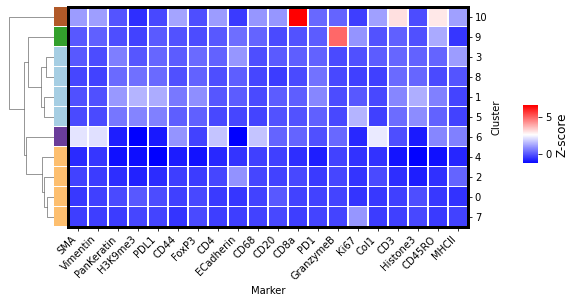 10
9
3
8
1
5
6
4
2
0
7
Cluster
5
0
Z-score
SMA
Vimentin
PanKeratin
H3K9me3
PDL1
CD44
FoxP3
CD4
ECadherin
CD68
CD20
CD8a
PD1
GranzymeB
Ki67
Col1
CD3
Histone3
CD45RO
MHCII
Marker